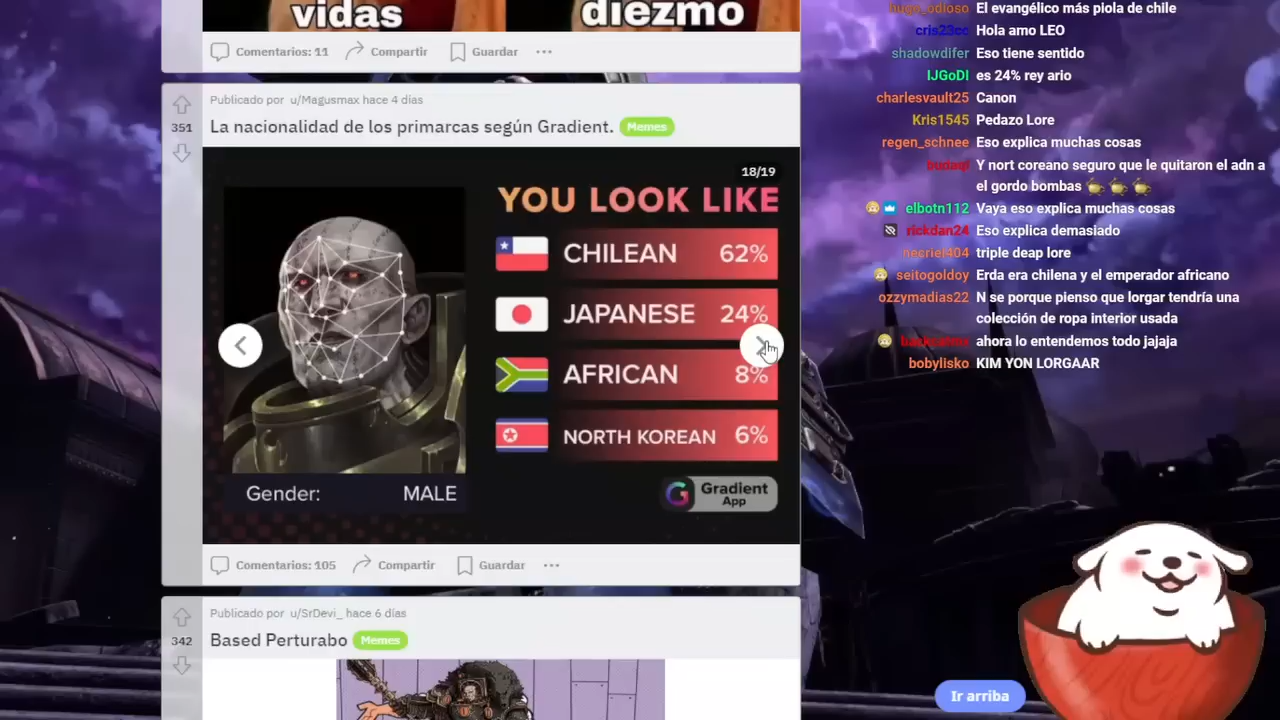 vidas
diezmo
Comentarios: 11
Compartir
Guardar
Publicado por u/Magusmax hace 4 días
351
La nacionalidad de los primarcas según Gradient.
Memes
18/19
YOU LOOK LIKE
CHILEAN 62%
JAPANESE 24%
AFRICAN 8%
NORTH KOREAN 6%
Gender: MALE
Gradient
App
Comentarios: 105
Compartir
Guardar
Publicado por u/SrDevi_ hace 6 días
342
Based Perturabo
Memes
hugo_odioso El evangélico más piola de chile
cris23cc Hola amo LEO
shadowdifer Eso tiene sentido
IJGoDI es 24% rey ario
charlesvault25 Canon
Kris1545 Pedazo Lore
regen_schnee Eso explica muchas cosas
Y nort coreano seguro que le quitaron el adn a
el gordo bombas
elbotn112 Vaya eso explica muchas cosas
rickdan24 Eso explica demasiado
necriel404 triple deap lore
seitogoldoy Erda era chilena y el emperador africano
ozzymadias22 N se porque pienso que lorgar tendría una
colección de ropa interior usada
ahora lo entendemos todo jajaja
bobylisko KIM YON LORGAAR
Ir arriba